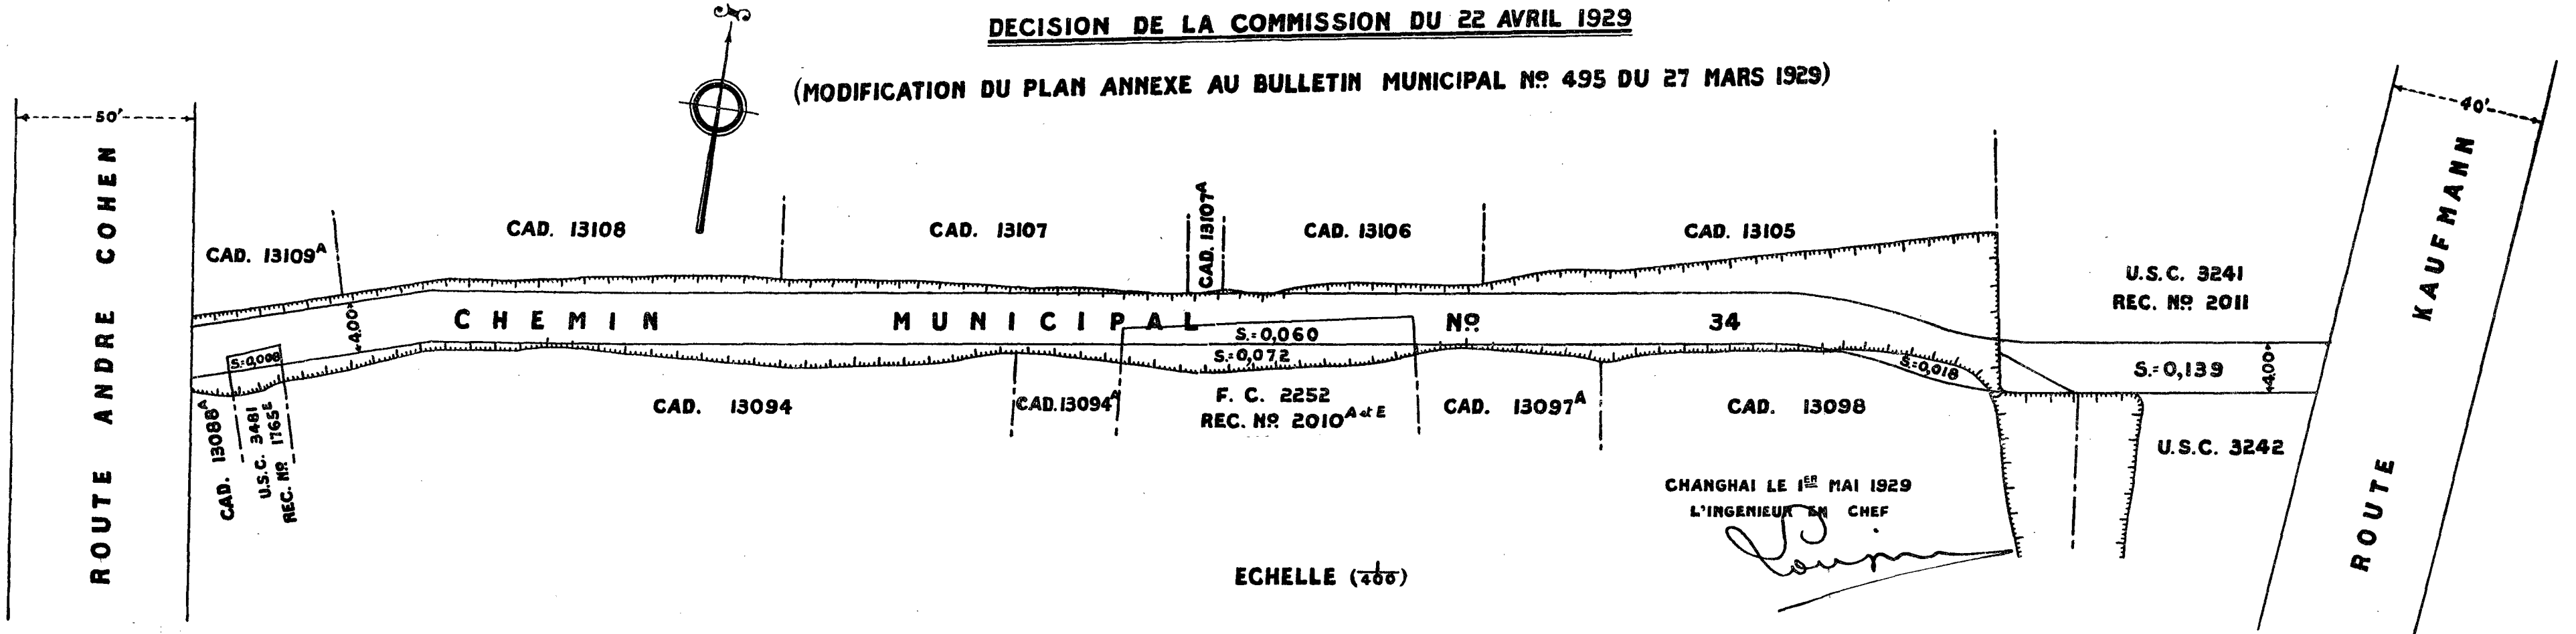 DECISION DE LA COMMISSION DU 22 AVRIL 1929
(MODIFICATION DU PLAN ANNEXE AU BULLETIN MUNICIPAL Nº 495 DU 27 MARS 1929)
50'
40'
ROUTE ANDRE COHEN
ROUTE KAUFMANN
CAD. 13109ᴬ
CAD. 13108
CAD. 13107
CAD. 13107ᴬ
CAD. 13106
CAD. 13105
U.S.C. 3241
REC. Nº 2011
4.00
CHEMIN MUNICIPAL Nº 34
S.=0,060
S.=0,072
S.=0,008
S.=0,018
S.=0,139
4.00
CAD. 13088ᴬ
U.S.C. 3481
REC. Nº 1765ᴱ
CAD. 13094
CAD. 13094ᴬ
F. C. 2252
REC. Nº 2010ᴬ ᵉᵗ ᴱ
CAD. 13097ᴬ
CAD. 13098
U.S.C. 3242
CHANGHAI LE 1ᴱᴿ MAI 1929
L'INGENIEUR EN CHEF
ECHELLE (1/400)